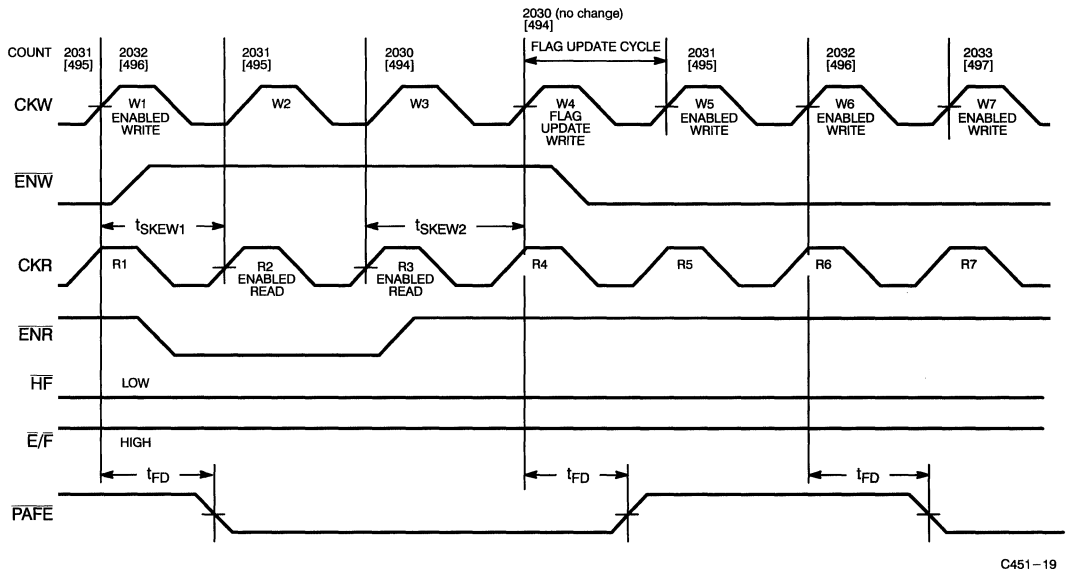 2030 (no change)
[494]
COUNT 2031 2032 2031 2030 FLAG UPDATE CYCLE 2031 2032 2033
[495] [496] [495] [494] [495] [496] [497]
CKW W1 W2 W3 W4 W5 W6 W7
ENABLED WRITE FLAG UPDATE WRITE ENABLED WRITE ENABLED WRITE ENABLED WRITE
ENW
tSKEW1 tSKEW2
CKR R1 R2 R3 R4 R5 R6 R7
ENABLED READ ENABLED READ
ENR
HF LOW
E/F HIGH
tFD tFD tFD
PAFE
C451-19